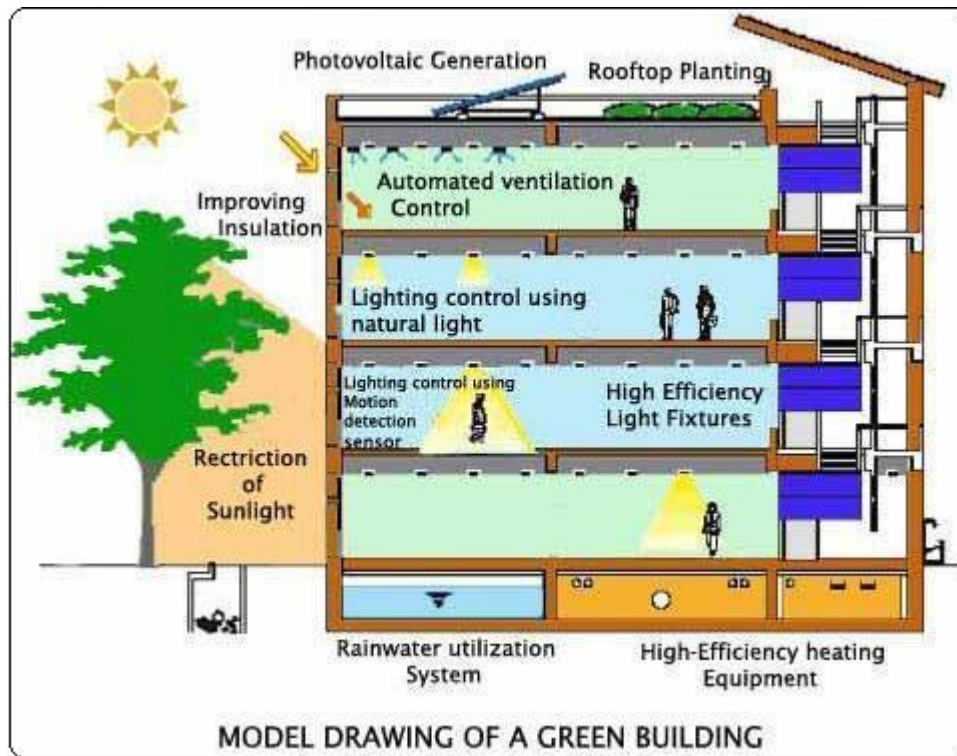 Photovoltaic Generation
Rooftop Planting
Improving
Insulation
Automated ventilation
Control
Lighting control using
natural light
Lighting control using
Motion
detection
sensor
High Efficiency
Light Fixtures
Rectriction
of
Sunlight
Rainwater utilization
System
High-Efficiency heating
Equipment
MODEL DRAWING OF A GREEN BUILDING